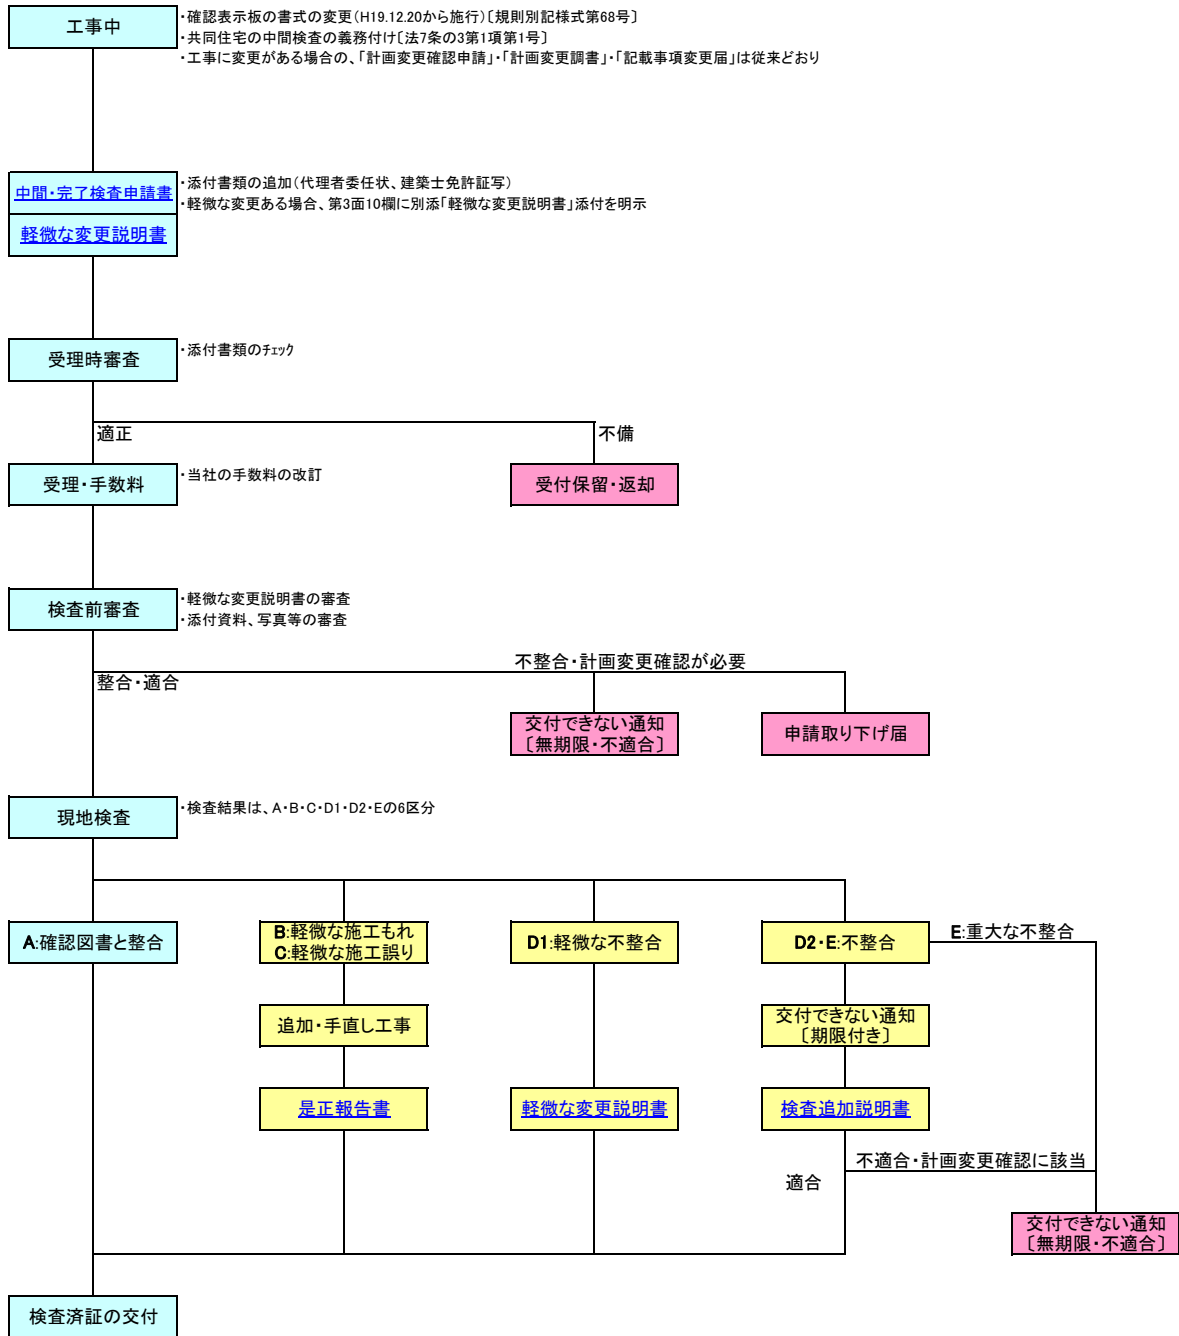 工事中
・確認表示板の書式の変更(H19.12.20から施行)〔規則別記様式第68号〕
・共同住宅の中間検査の義務付け〔法7条の3第1項第1号〕
・工事に変更がある場合の、「計画変更確認申請」・「計画変更調書」・「記載事項変更届」は従来どおり
中間・完了検査申請書
・添付書類の追加(代理者委任状、建築士免許証写)
・軽微な変更ある場合、第3面10欄に別添「軽微な変更説明書」添付を明示
軽微な変更説明書
受理時審査
・添付書類のﾁｪｯｸ
適正
不備
受理・手数料
・当社の手数料の改訂
受付保留・返却
検査前審査
・軽微な変更説明書の審査
・添付資料、写真等の審査
不整合・計画変更確認が必要
整合・適合
交付できない通知
〔無期限・不適合〕
申請取り下げ届
現地検査
・検査結果は、A・B・C・D1・D2・Eの6区分
A:確認図書と整合
B:軽微な施工もれ
C:軽微な施工誤り
D1:軽微な不整合
D2・E:不整合
E:重大な不整合
追加・手直し工事
交付できない通知
〔期限付き〕
是正報告書
軽微な変更説明書
検査追加説明書
不適合・計画変更確認に該当
適合
交付できない通知
〔無期限・不適合〕
検査済証の交付